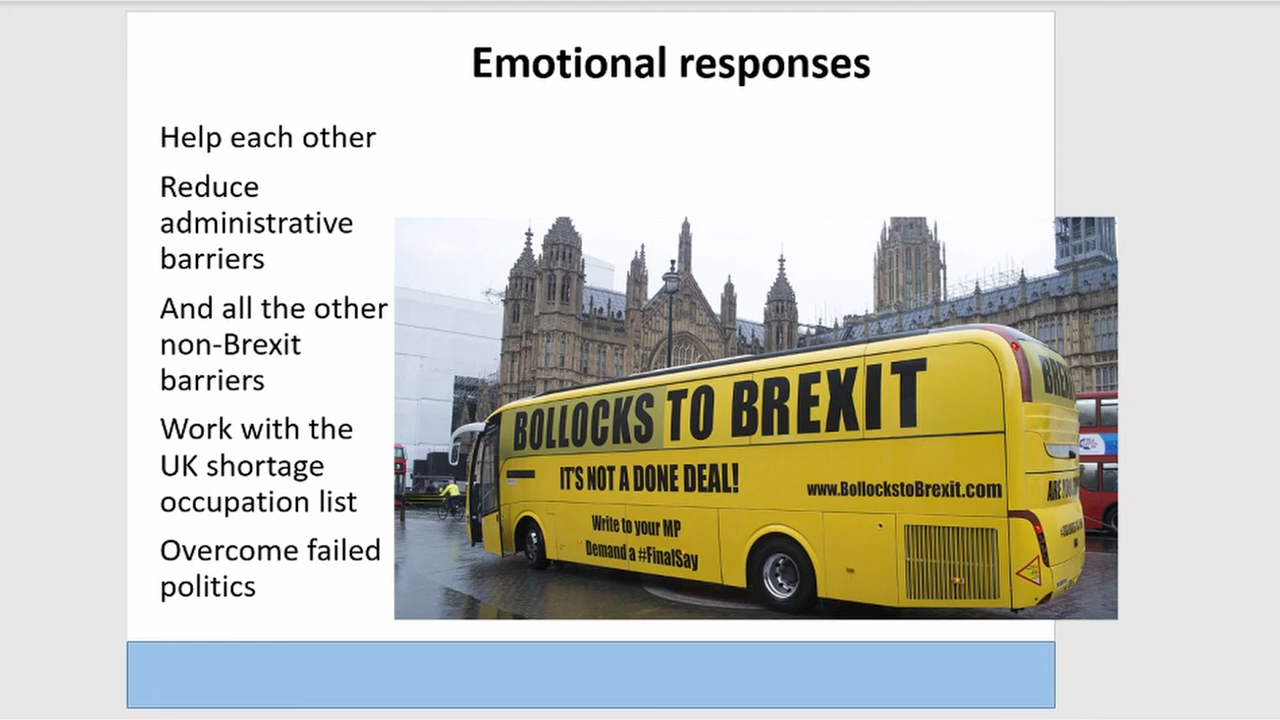 Emotional responses
Help each other
Reduce
administrative
barriers
And all the other
non-Brexit
barriers
Work with the
UK shortage
occupation list
Overcome failed
politics
BOLLOCKS TO BREXIT
IT'S NOT A DONE DEAL!
www.BollockstoBrexit.com
Write to your MP
Demand a #FinalSay